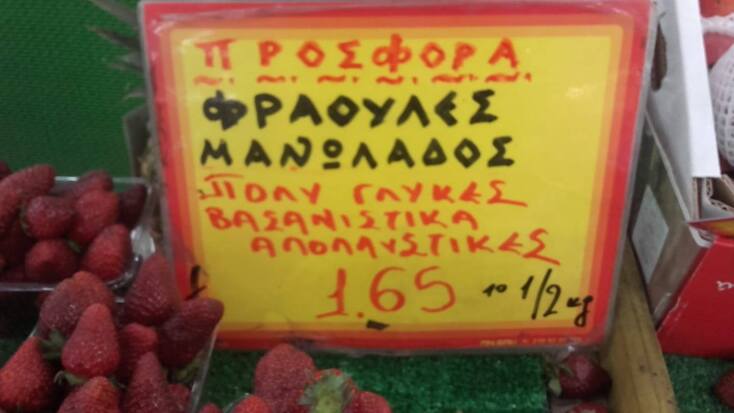 ΠΡΟΣΦΟΡΑ
ΦΡΑΟΥΛΕΣ
ΜΑΝΩΛΑΔΟΣ
ΠΟΛΥ ΓΛΥΚΕΣ
ΒΑΣΑΝΙΣΤΙΚΑ
ΑΠΟΛΑΥΣΤΙΚΕΣ
1.65 το 1/2 kg